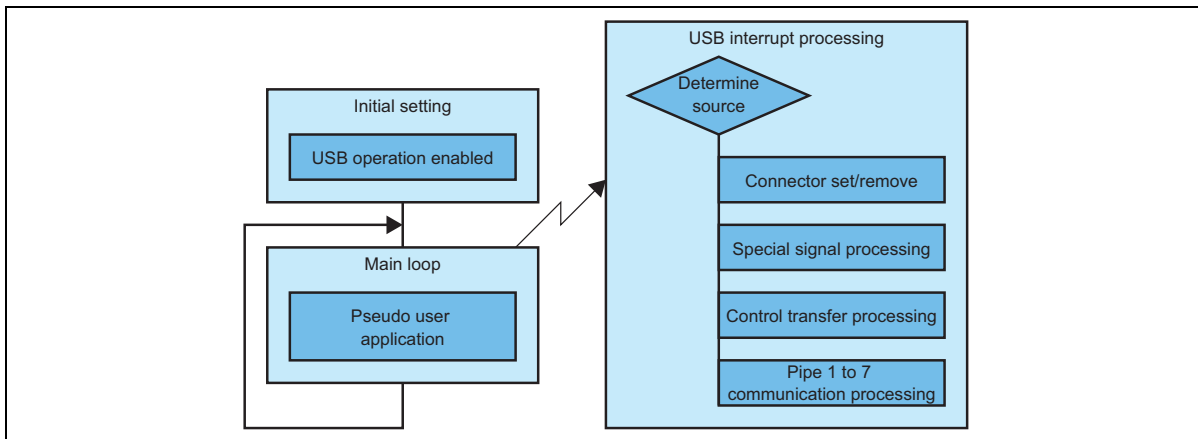 Initial setting
USB operation enabled
Main loop
Pseudo user
application
USB interrupt processing
Determine
source
Connector set/remove
Special signal processing
Control transfer processing
Pipe 1 to 7
communication processing